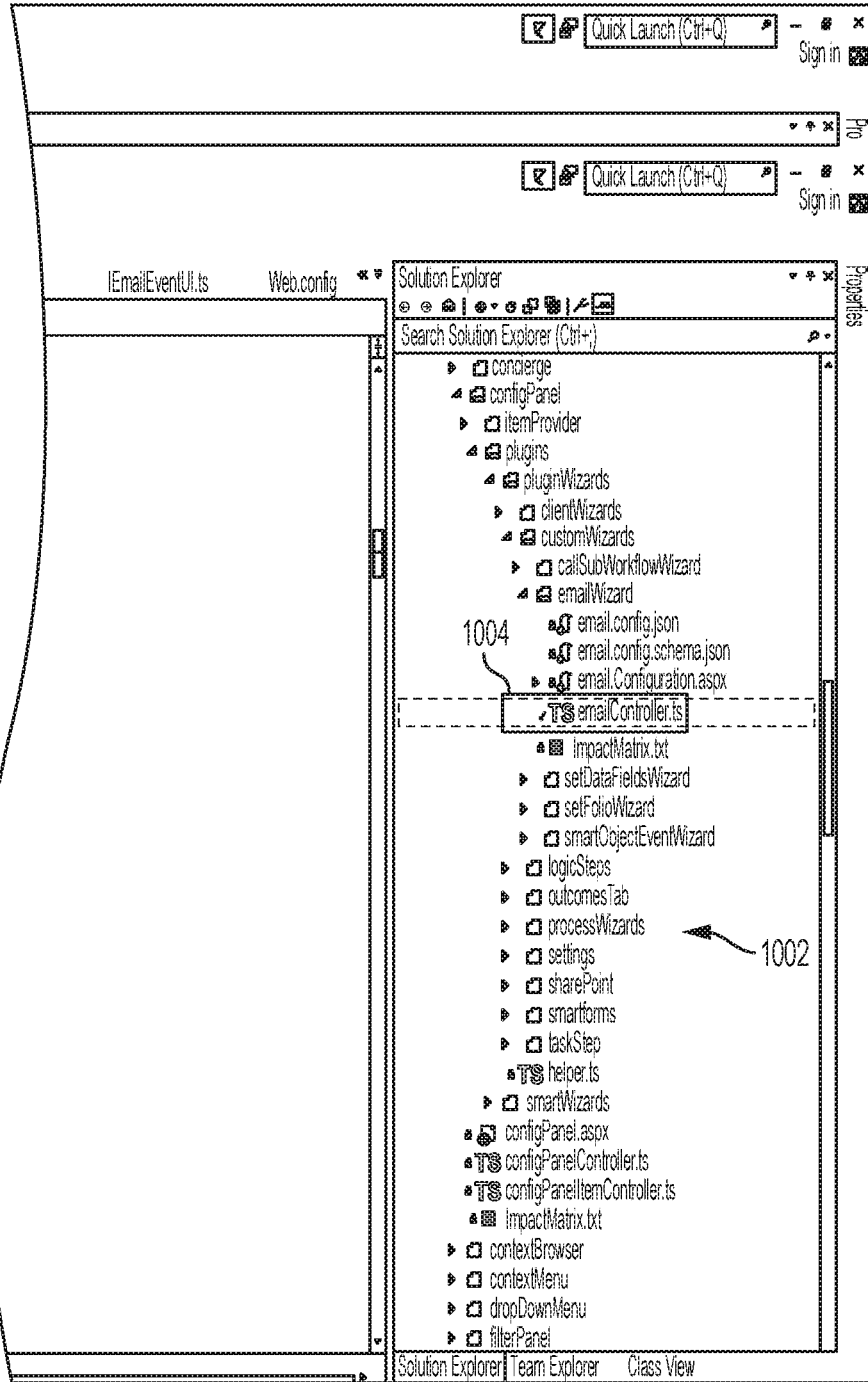 Quick Launch (Ctrl+Q)
Sign in
Pro
Quick Launch (Ctrl+Q)
Sign in
IEmailEventUI.ts Web.config
Solution Explorer
Properties
Search Solution Explorer (Ctrl+;)
concierge
configPanel
itemProvider
plugins
pluginWizards
clientWizards
customWizards
callSubWorkflowWizard
emailWizard
email.config.json
1004
email.config.schema.json
email.Configuration.aspx
TS emailController.ts
ImpactMatrix.txt
setDataFieldsWizard
setFolioWizard
smartObjectEventWizard
logicSteps
outcomesTab
processWizards
1002
settings
sharePoint
smartforms
taskStep
TS helper.ts
smartWizards
configPanel.aspx
TS configPanelController.ts
TS configPanelItemController.ts
ImpactMatrix.txt
contextBrowser
contextMenu
dropDownMenu
filterPanel
Solution Explorer Team Explorer Class View